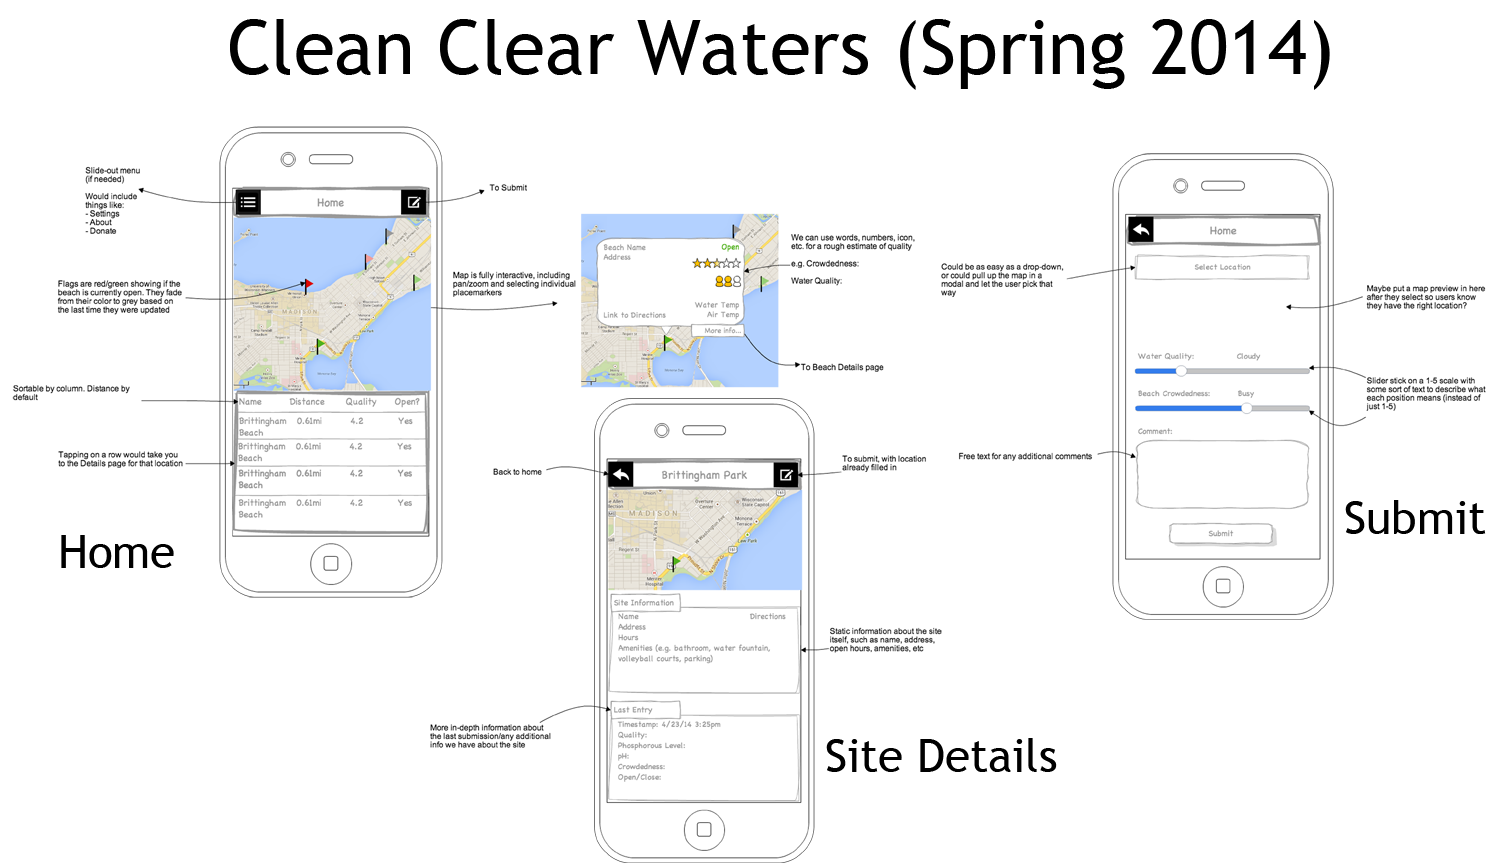 Clean Clear Waters (Spring 2014)
Slide-out menu
(if needed)
Would include
things like:
- Settings
- About
- Donate
Home
To Submit
Flags are red/green showing if the
beach is currently open. They fade
from their color to grey based on
the last time they were updated
MADISON
Map is fully interactive, including
pan/zoom and selecting individual
placemarkers
Sortable by column. Distance by
default
Name Distance Quality Open?
Brittingham 0.61mi 4.2 Yes
Beach
Brittingham 0.61mi 4.2 Yes
Beach
Brittingham 0.61mi 4.2 Yes
Beach
Brittingham 0.61mi 4.2 Yes
Beach
Tapping on a row would take you
to the Details page for that location
Home
Beach Name Open
Address
Water Temp
Air Temp
Link to Directions
More info...
We can use words, numbers, icon,
etc. for a rough estimate of quality
e.g. Crowdedness:
Water Quality:
To Beach Details page
Back to home
Brittingham Park
To submit, with location
already filled in
MADISON
Site Information
Name Directions
Address
Hours
Amenities (e.g. bathroom, water fountain,
volleyball courts, parking)
Static information about the site
itself, such as name, address,
open hours, amenities, etc
Last Entry
Timestamp: 4/23/14 3:25pm
Quality:
Phosphorous Level:
pH:
Crowdedness:
Open/Close:
More in-depth information about
the last submission/any additional
info we have about the site
Site Details
Home
Select Location
Could be as easy as a drop-down,
or could pull up the map in a
modal and let the user pick that
way
Maybe put a map preview in here
after they select so users know
they have the right location?
Water Quality: Cloudy
Beach Crowdedness: Busy
Slider stick on a 1-5 scale with
some sort of text to describe what
each position means (instead of
just 1-5)
Comment:
Free text for any additional comments
Submit
Submit